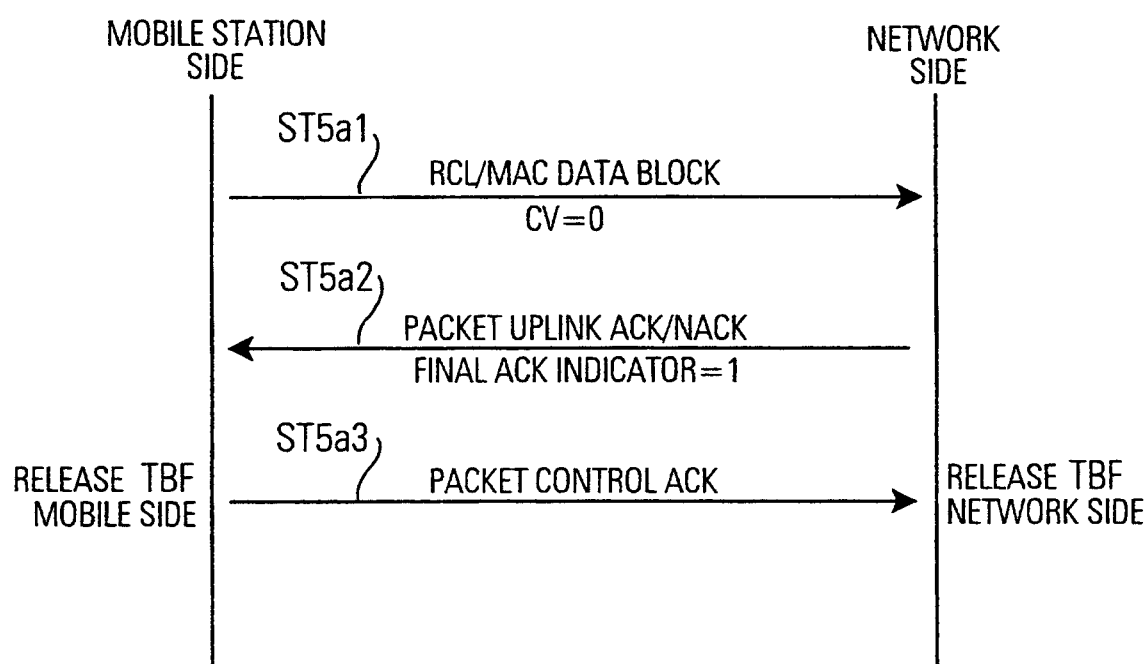 MOBILE STATION
SIDE
NETWORK
SIDE
ST5a1
RCL/MAC DATA BLOCK
CV=0
ST5a2
PACKET UPLINK ACK/NACK
FINAL ACK INDICATOR=1
ST5a3
RELEASE TBF
MOBILE SIDE
PACKET CONTROL ACK
RELEASE TBF
NETWORK SIDE